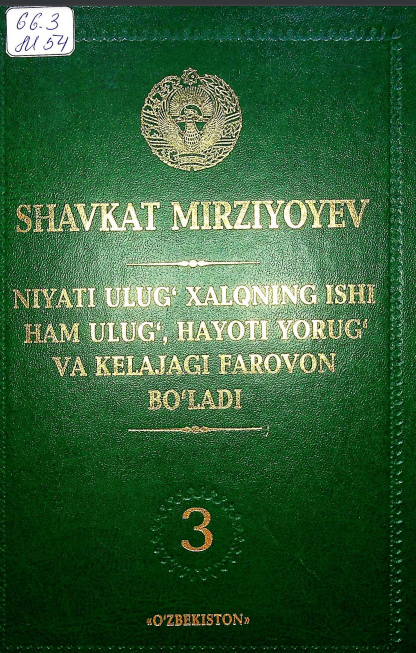 66.3
М 54
SHAVKAT MIRZIYOYEV
NIYATI ULUG‘ XALQNING ISHI
HAM ULUG‘, HAYOTI YORUG‘
VA KELAJAGI FAROVON
BO‘LADI
3
«O‘ZBEKISTON»